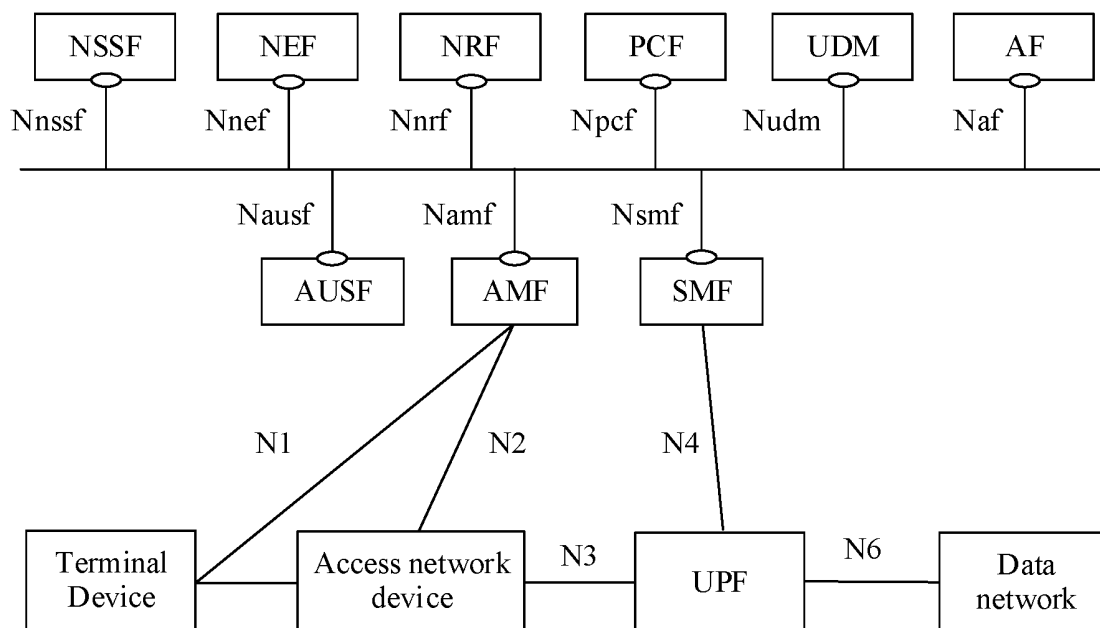 NSSF NEF NRF PCF UDM AF
Nnssf Nnef Nnrf Npcf Nudm Naf
Nausf Namf Nsmf
AUSF AMF SMF
N1 N2 N4
Terminal
Device
Access network
device
N3
UPF
N6
Data
network